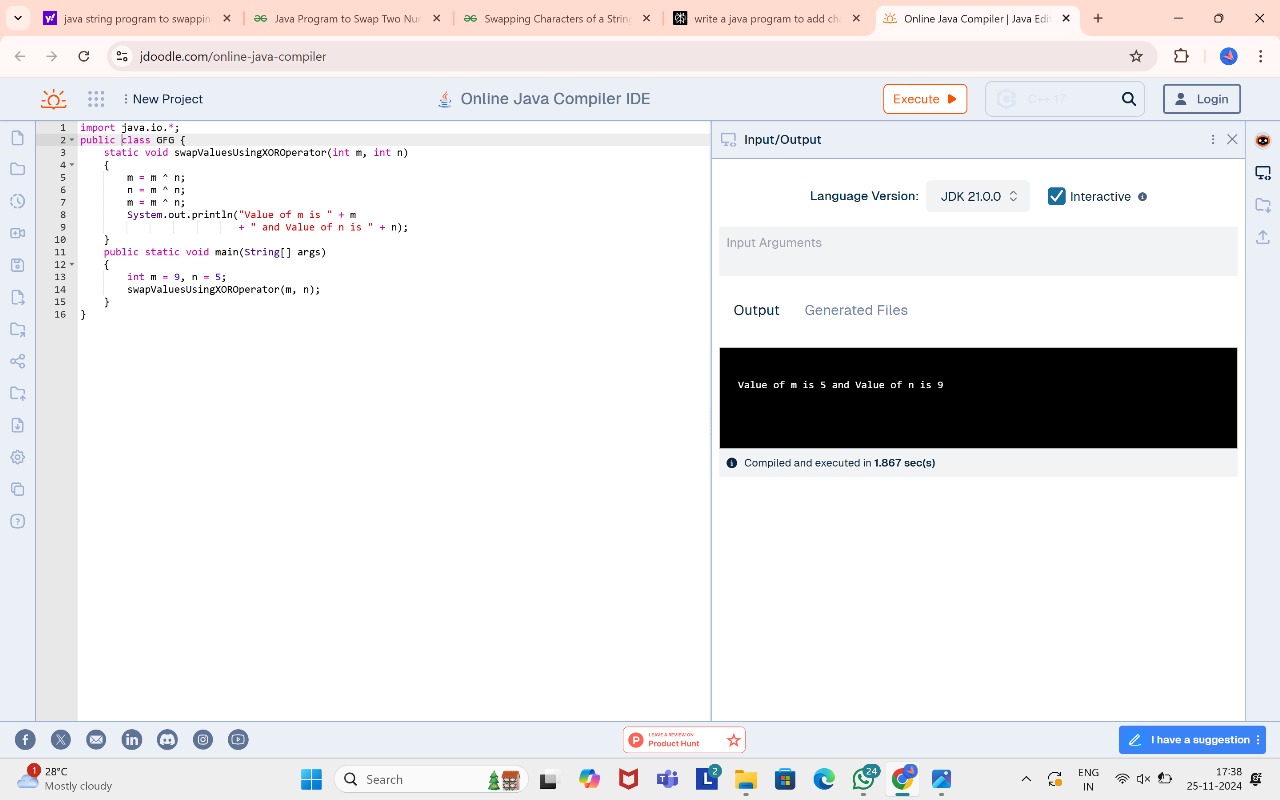 java string program to swappin
Java Program to Swap Two Nur
Swapping Characters of a Strin
write a java program to add ch
Online Java Compiler | Java Edi
jdoodle.com/online-java-compiler
New Project
Online Java Compiler IDE
Execute
C++ 17
Login
1 import java.io.*;
2 public class GFG {
3 static void swapValuesUsingXOROperator(int m, int n)
4 {
5 m = m ^ n;
6 n = m ^ n;
7 m = m ^ n;
8 System.out.println("Value of m is " + m
9 + " and Value of n is " + n);
10 }
11 public static void main(String[] args)
12 {
13 int m = 9, n = 5;
14 swapValuesUsingXOROperator(m, n);
15 }
16 }
Input/Output
Language Version: JDK 21.0.0 Interactive
Input Arguments
Output Generated Files
Value of m is 5 and Value of n is 9
Compiled and executed in 1.867 sec(s)
LEAVE A REVIEW ON
Product Hunt
I have a suggestion
1
28°C
Mostly cloudy
Search
L
2
24
ENG
IN
17:38
25-11-2024